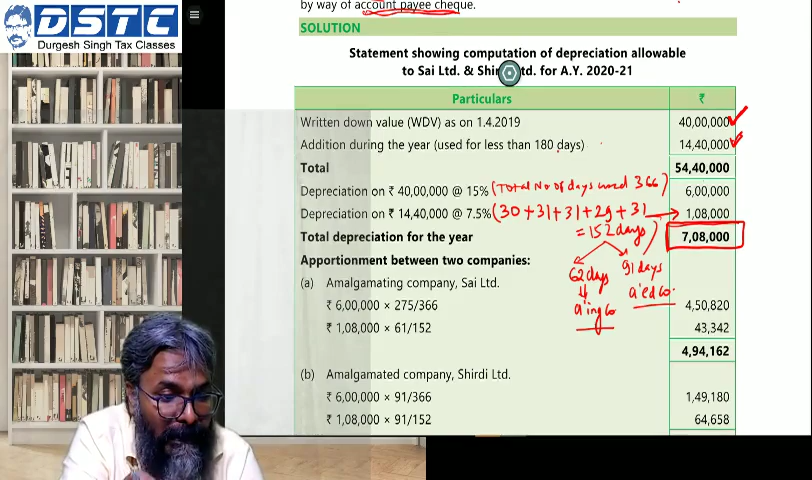 DSTC
Durgesh Singh Tax Classes
by way of account payee cheque.
SOLUTION
Statement showing computation of depreciation allowable
to Sai Ltd. & Shirdi Ltd. for A.Y. 2020-21
Particulars ₹
Written down value (WDV) as on 1.4.2019 40,00,000
Addition during the year (used for less than 180 days) 14,40,000
Total 54,40,000
Depreciation on ₹ 40,00,000 @ 15% (Total No of days used 366) 6,00,000
Depreciation on ₹ 14,40,000 @ 7.5% (30+31+31+29+31 1,08,000
= 152 days)
Total depreciation for the year 7,08,000
Apportionment between two companies:
62 days 91 days
(a) Amalgamating company, Sai Ltd.
a'ing co a'ed co.
₹ 6,00,000 × 275/366 4,50,820
₹ 1,08,000 × 61/152 43,342
4,94,162
(b) Amalgamated company, Shirdi Ltd.
₹ 6,00,000 × 91/366 1,49,180
₹ 1,08,000 × 91/152 64,658